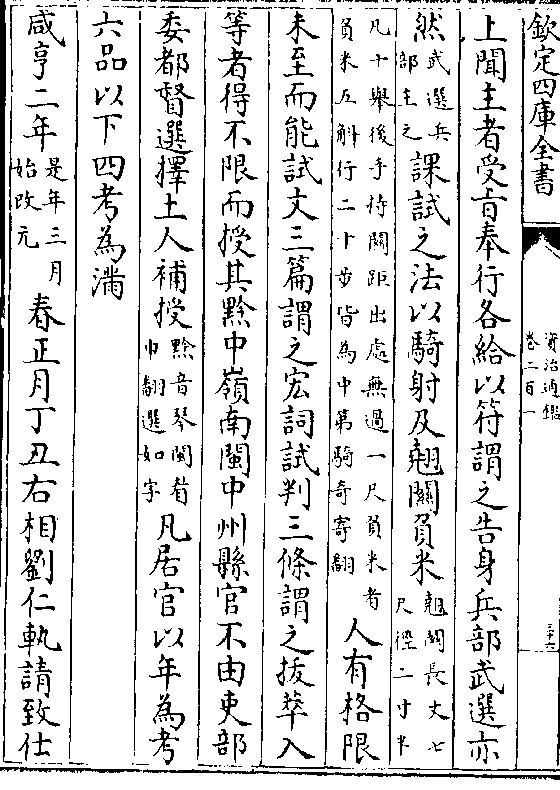 欽定四庫全書
資治通鑑
卷二百一
三十六
上聞主者受旨奉行各給以符謂之告身兵部武選亦
然武選兵部主之課試之法以騎射及翹關負米翹關長丈七尺徑二寸半
凡十舉後手持關距出處無過一尺負米者負米五斛行二十步皆為中第騎奇寄翻人有格限
未至而能試文三篇謂之宏詞試判三條謂之拔萃入
等者得不限而授其黔中嶺南閩中州縣官不由吏部
委都督選擇土人補授黔音琴閩眉巾翻選如字凡居官以年為考
六品以下四考為滿
咸亨二年是年三月始改元春正月丁丑右相劉仁軌請致仕